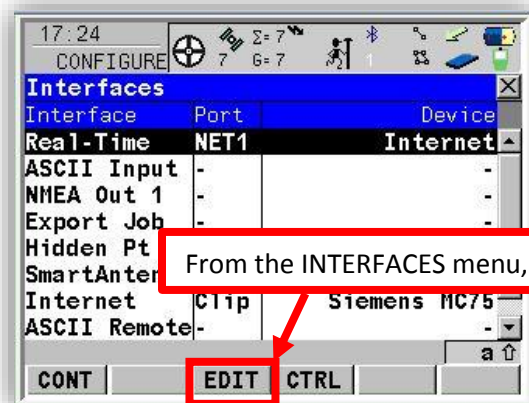 17:24
CONFIGURE
Σ= 7
7 G= 7
1
Interfaces
Interface Port Device
Real-Time NET1 Internet
ASCII Input - -
NMEA Out 1 - -
Export Job - -
Hidden Pt
SmartAnten
From the INTERFACES menu,
Internet Clip Siemens MC75
ASCII Remote - -
a
CONT EDIT CTRL